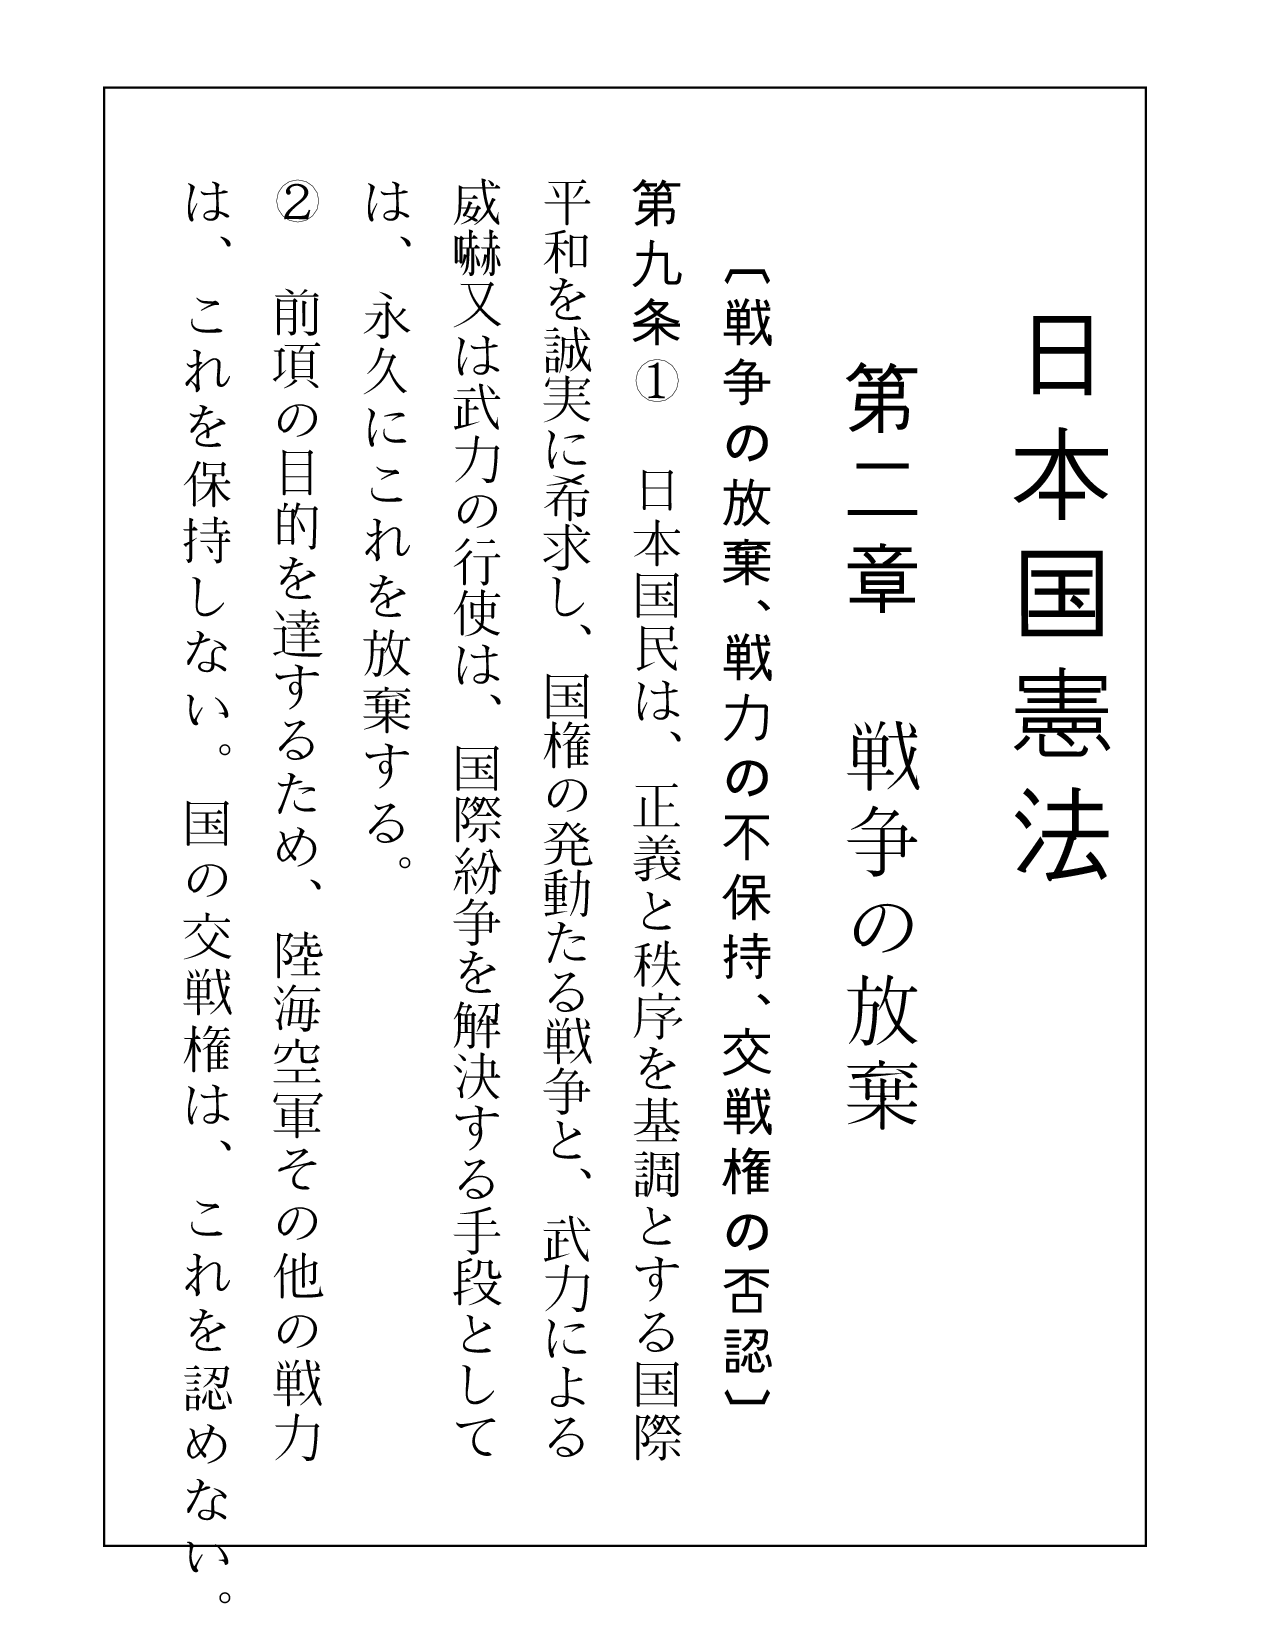 日本国憲法
第二章　戦争の放棄
〔戦争の放棄、戦力の不保持、交戦権の否認〕
第九条①　日本国民は、正義と秩序を基調とする国際
平和を誠実に希求し、国権の発動たる戦争と、武力による
威嚇又は武力の行使は、国際紛争を解決する手段として
は、永久にこれを放棄する。
②　前項の目的を達するため、陸海空軍その他の戦力
は、これを保持しない。国の交戦権は、これを認めない。